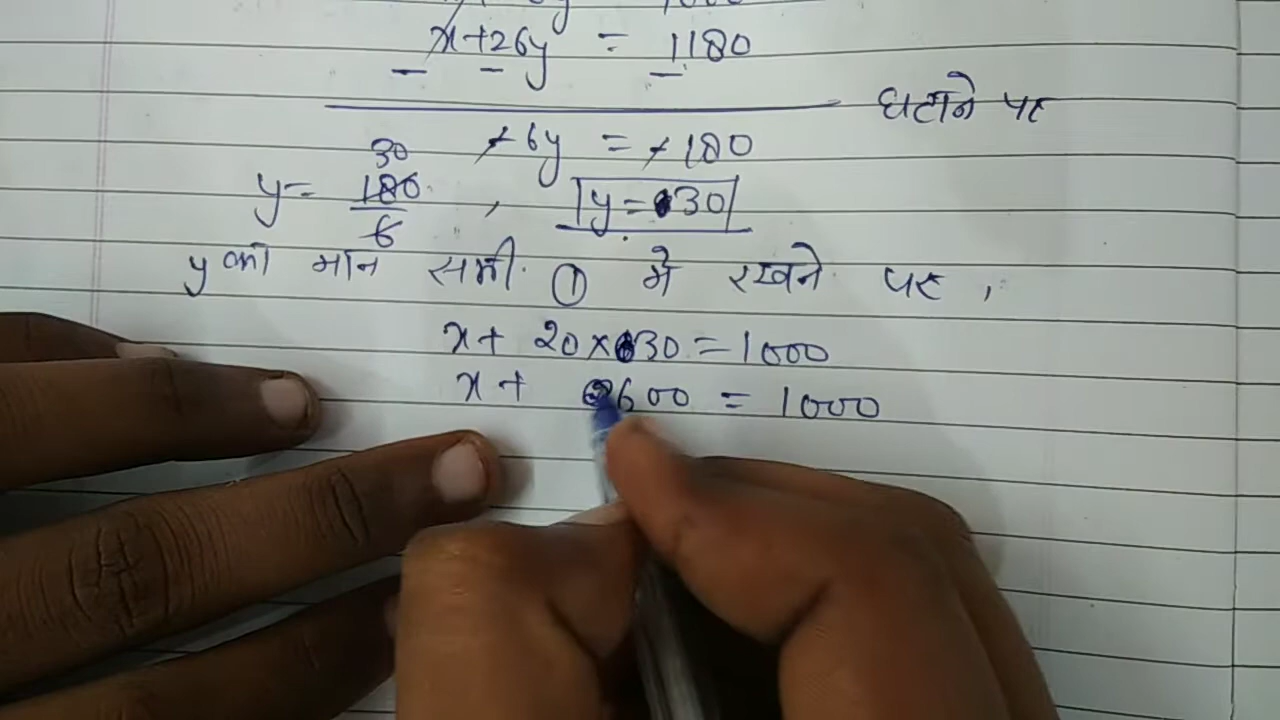 x+26y = 1180
घटाने पर
-6y = -180
30
y = 180/6 , y = 30
y का मान समी. ① में रखने पर,
x + 20×30 = 1000
x + 600 = 1000